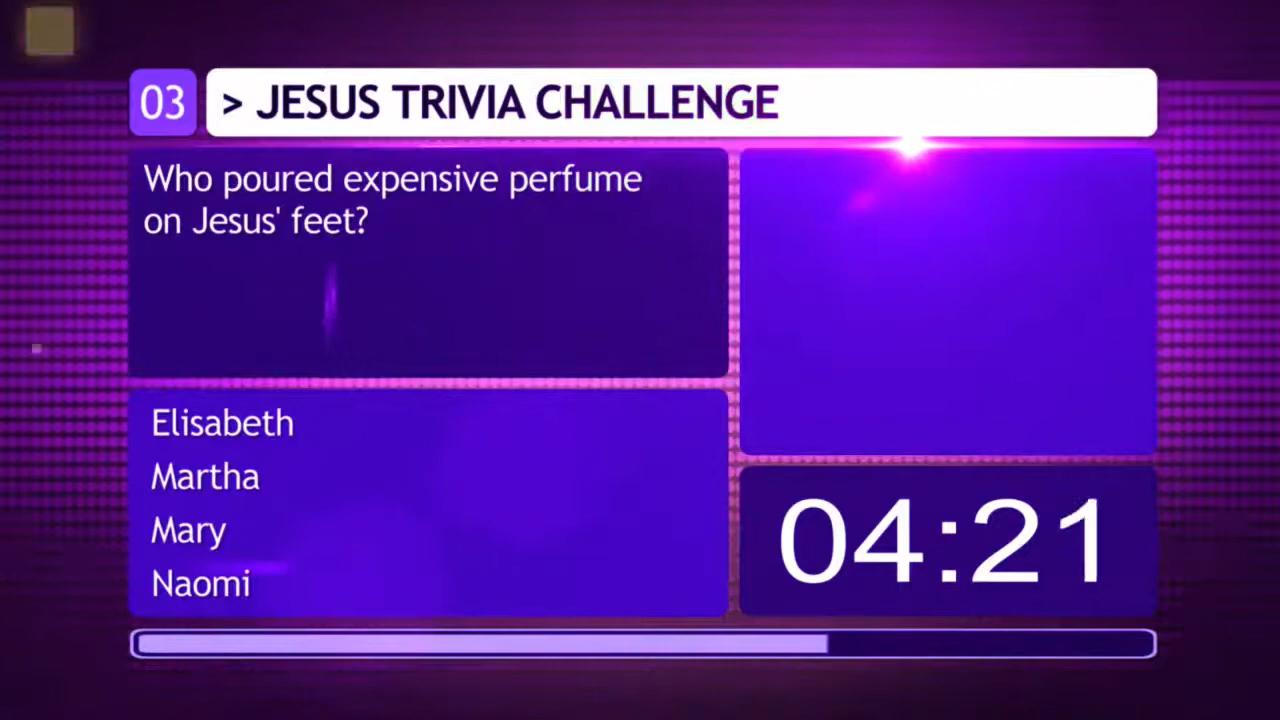 03
> JESUS TRIVIA CHALLENGE
Who poured expensive perfume
on Jesus' feet?
Elisabeth
Martha
Mary
Naomi
04:21